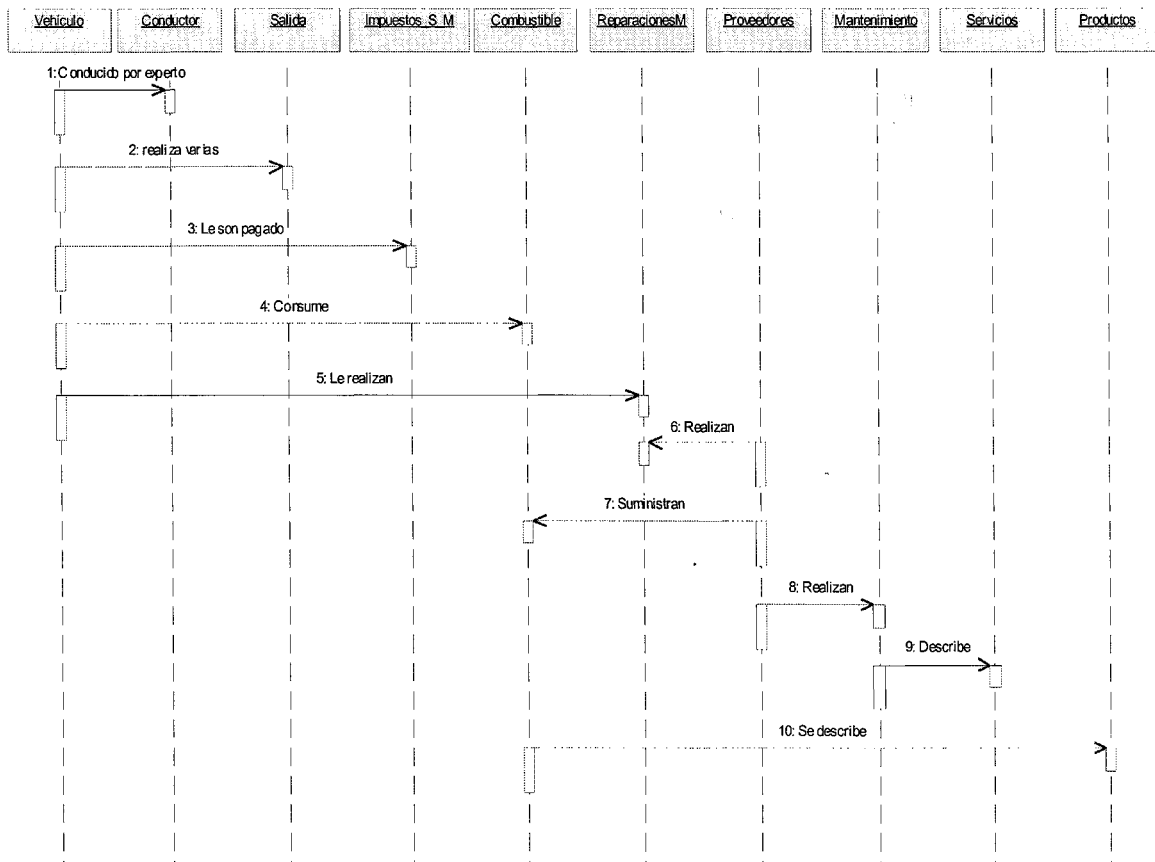 Vehículo
Conductor
Salida
Impuestos_S_M
Combustible
ReparacionesM
Proveedores
Mantenimiento
Servicios
Productos
1: Conducido por experto
2: realiza varias
3: Le son pagado
4: Consume
5: Le realizan
6: Realizan
7: Suministran
8: Realizan
9: Describe
10: Se describe